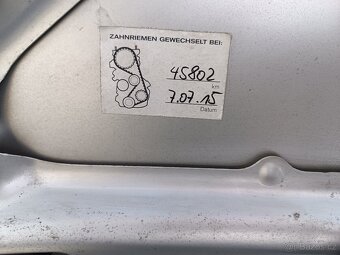 ZAHNRIEMEN GEWECHSELT BEI:
45802
km
7.07.15
Datum